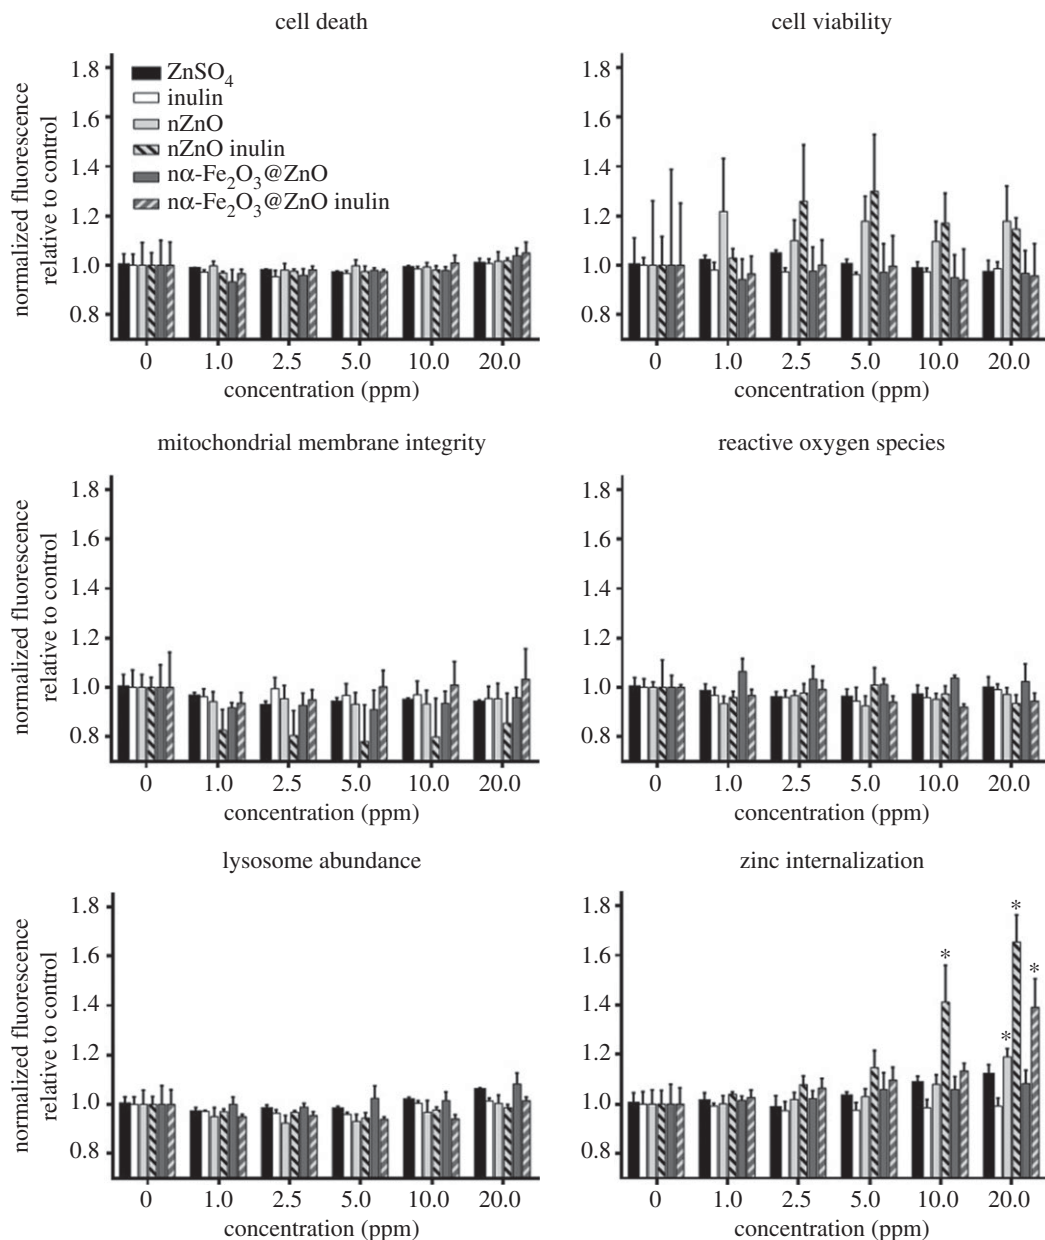 cell death
normalized fluorescence
relative to control
1.8
1.6
1.4
1.2
1.0
0.8
ZnSO4
inulin
nZnO
nZnO inulin
nα-Fe2O3@ZnO
nα-Fe2O3@ZnO inulin
0 1.0 2.5 5.0 10.0 20.0
concentration (ppm)
cell viability
1.8
1.6
1.4
1.2
1.0
0.8
0 1.0 2.5 5.0 10.0 20.0
concentration (ppm)
mitochondrial membrane integrity
normalized fluorescence
relative to control
1.8
1.6
1.4
1.2
1.0
0.8
0 1.0 2.5 5.0 10.0 20.0
concentration (ppm)
reactive oxygen species
1.8
1.6
1.4
1.2
1.0
0.8
0 1.0 2.5 5.0 10.0 20.0
concentration (ppm)
lysosome abundance
normalized fluorescence
relative to control
1.8
1.6
1.4
1.2
1.0
0.8
0 1.0 2.5 5.0 10.0 20.0
concentration (ppm)
zinc internalization
1.8
1.6
1.4
1.2
1.0
0.8
*
*
*
*
0 1.0 2.5 5.0 10.0 20.0
concentration (ppm)